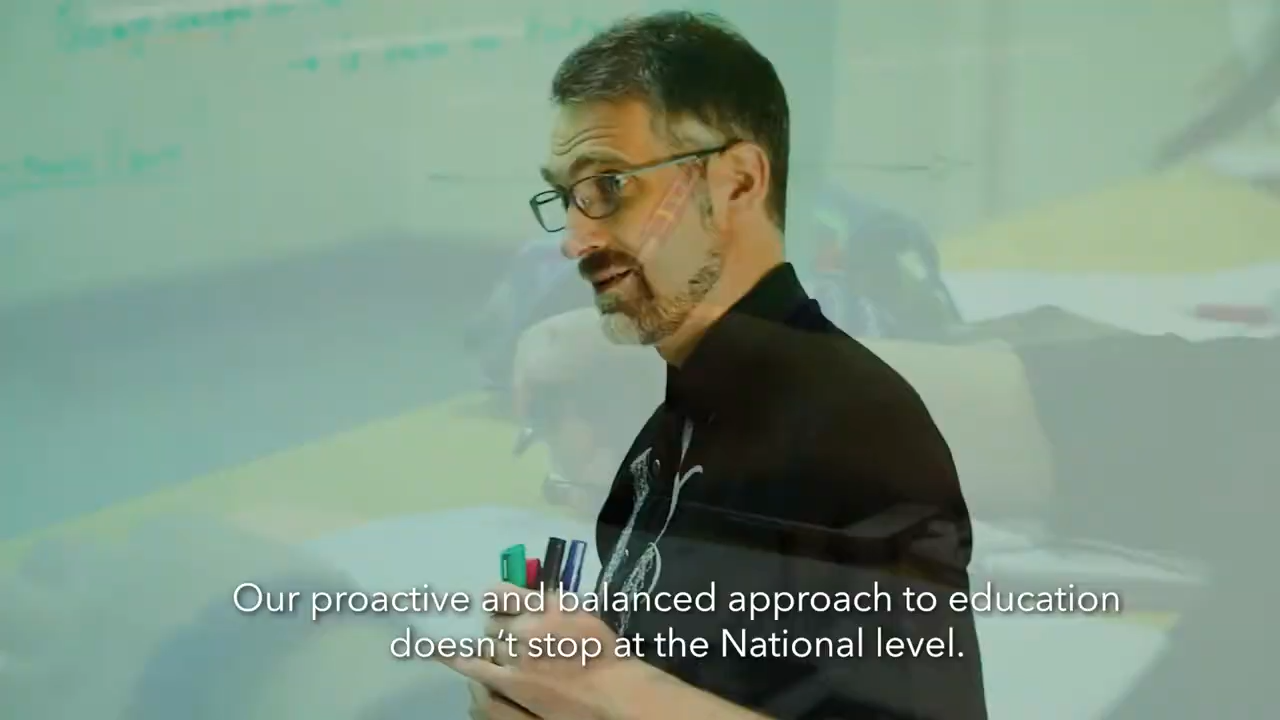 Our proactive and balanced approach to education
doesn't stop at the National level.